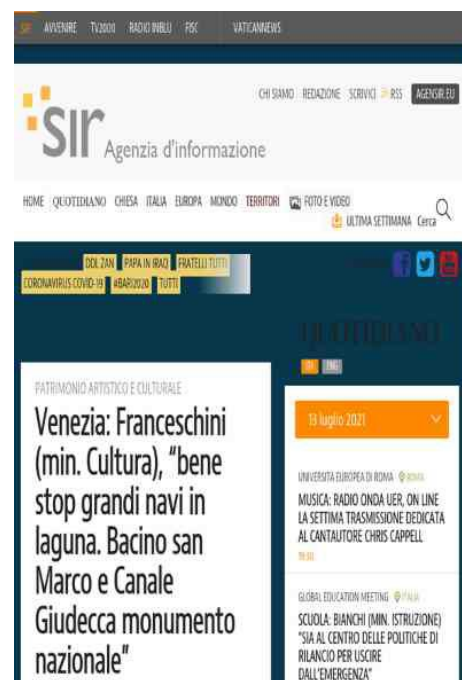 SIR AVVENIRE TV2000 RADIO INBLU FISC VATICANNEWS
CHI SIAMO REDAZIONE SCRIVICI RSS AGENSIR.EU
SIR Agenzia d'informazione
HOME QUOTIDIANO CHIESA ITALIA EUROPA MONDO TERRITORI FOTO E VIDEO
ULTIMA SETTIMANA Cerca
DDL ZAN PAPA IN IRAQ FRATELLI TUTTI
CORONAVIRUS COVID-19 #BARI2020 TUTTI
QUOTIDIANO
ITA ENG
PATRIMONIO ARTISTICO E CULTURALE
Venezia: Franceschini
(min. Cultura), “bene
stop grandi navi in
laguna. Bacino san
Marco e Canale
Giudecca monumento
nazionale”
13 luglio 2021
UNIVERSITÀ EUROPEA DI ROMA ROMA
MUSICA: RADIO ONDA UER, ON LINE
LA SETTIMA TRASMISSIONE DEDICATA
AL CANTAUTORE CHRIS CAPPELL
GLOBAL EDUCATION MEETING ITALIA
SCUOLA: BIANCHI (MIN. ISTRUZIONE)
“SIA AL CENTRO DELLE POLITICHE DI
RILANCIO PER USCIRE
DALL'EMERGENZA”